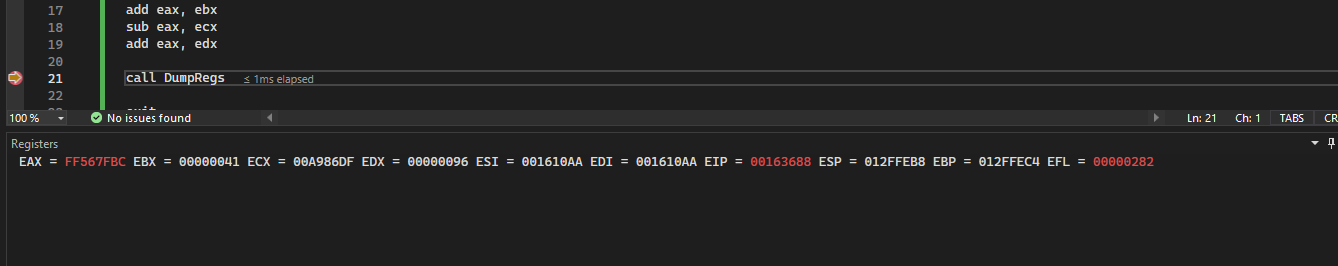 17 add eax, ebx
18 sub eax, ecx
19 add eax, edx
20
21 call DumpRegs ≤ 1ms elapsed
22
100 % No issues found Ln: 21 Ch: 1 TABS CR
Registers
EAX = FF567FBC EBX = 00000041 ECX = 00A986DF EDX = 00000096 ESI = 001610AA EDI = 001610AA EIP = 00163688 ESP = 012FFEB8 EBP = 012FFEC4 EFL = 00000282